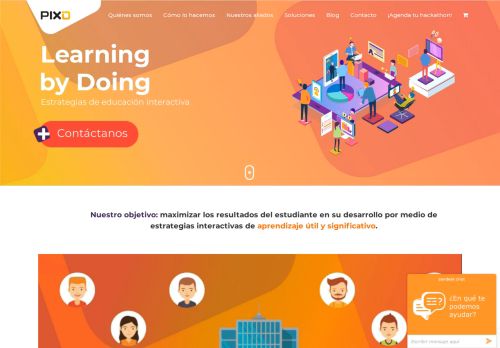 PIXD
Quiénes somos Cómo lo hacemos Nuestros aliados Soluciones Blog Contacto ¡Agenda tu hackathon!
Learning
by Doing
Estrategias de educación interactiva
Contáctanos
Nuestro objetivo: maximizar los resultados del estudiante en su desarrollo por medio de
estrategias interactivas de aprendizaje útil y significativo.
¿En qué te
podemos
ayudar?
escribir mensaje aquí